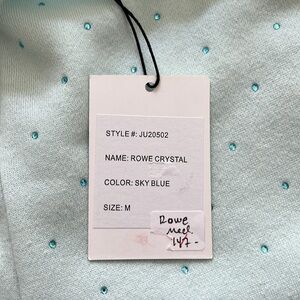 STYLE #: JU20502
NAME: ROWE CRYSTAL
COLOR: SKY BLUE
SIZE: M
Rowe
Med.
147-